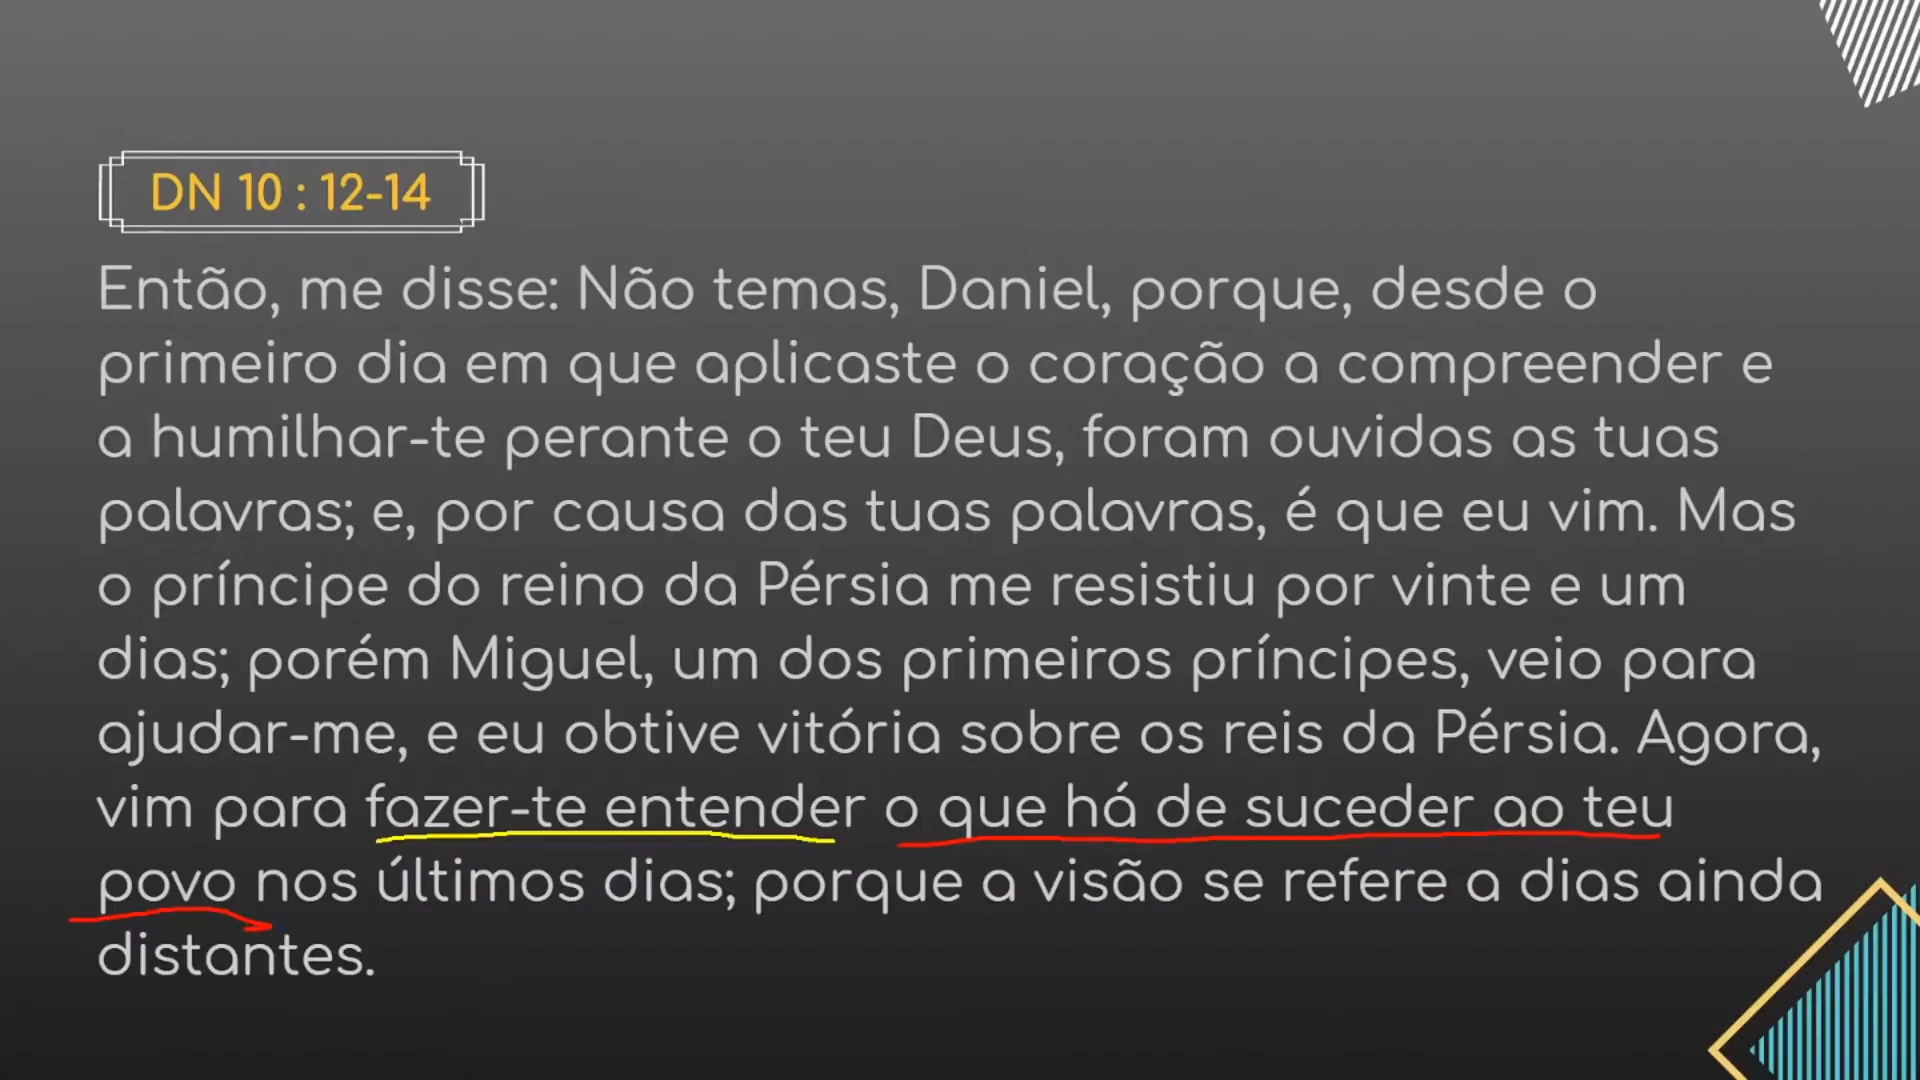 DN 10 : 12-14
Então, me disse: Não temas, Daniel, porque, desde o
primeiro dia em que aplicaste o coração a compreender e
a humilhar-te perante o teu Deus, foram ouvidas as tuas
palavras; e, por causa das tuas palavras, é que eu vim. Mas
o príncipe do reino da Pérsia me resistiu por vinte e um
dias; porém Miguel, um dos primeiros príncipes, veio para
ajudar-me, e eu obtive vitória sobre os reis da Pérsia. Agora,
vim para fazer-te entender o que há de suceder ao teu
povo nos últimos dias; porque a visão se refere a dias ainda
distantes.